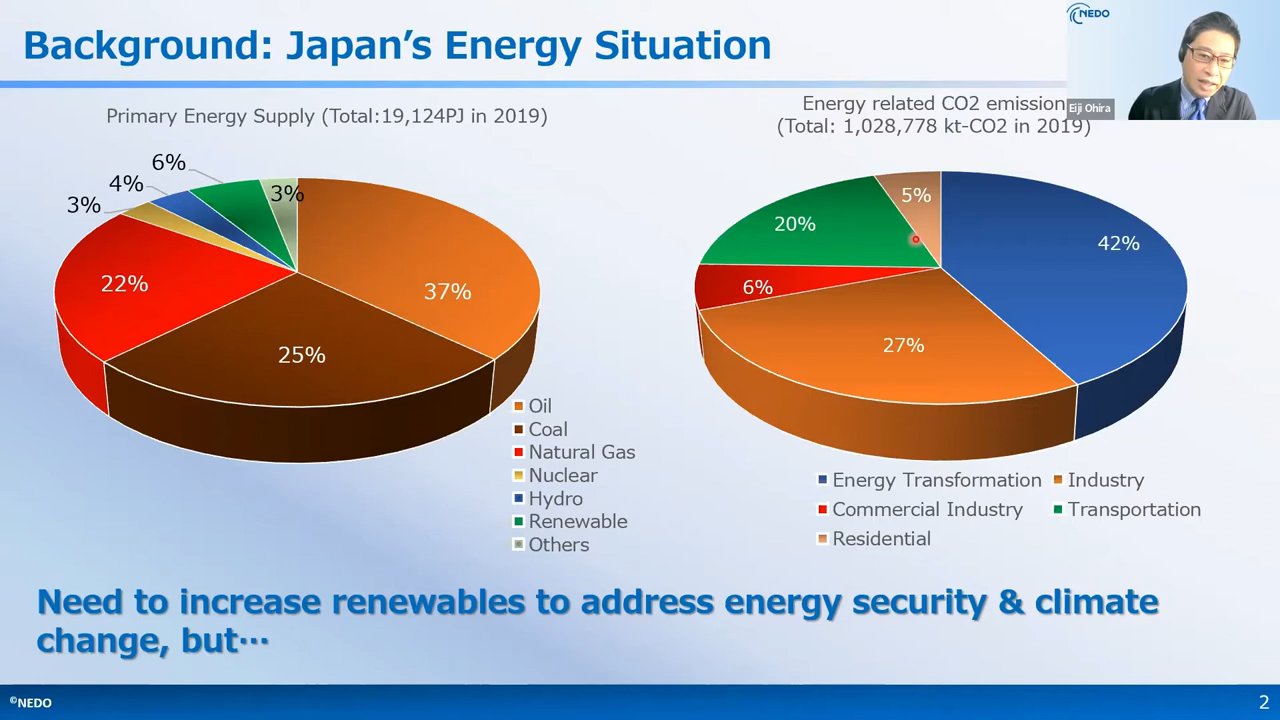 Background: Japan's Energy Situation
NEDO
Eiji Ohira
Primary Energy Supply (Total:19,124PJ in 2019)
3%
4%
6%
3%
22%
37%
25%
Oil
Coal
Natural Gas
Nuclear
Hydro
Renewable
Others
Energy related CO2 emission
(Total: 1,028,778 kt-CO2 in 2019)
5%
20%
42%
6%
27%
Energy Transformation Industry
Commercial Industry Transportation
Residential
Need to increase renewables to address energy security & climate
change, but…
©NEDO
2